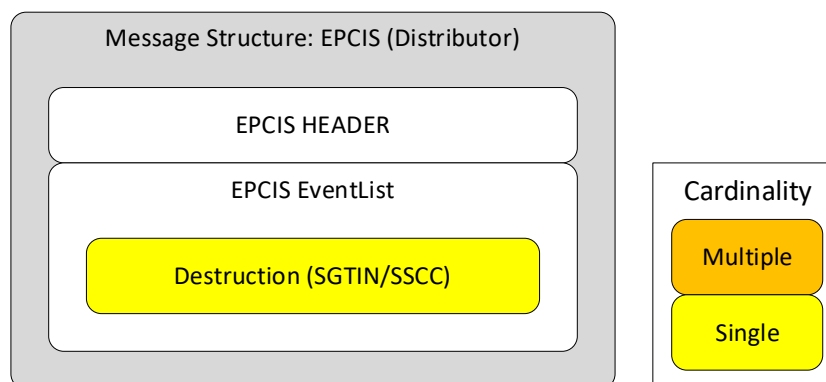 Message Structure: EPCIS (Distributor)
EPCIS HEADER
EPCIS EventList
Destruction (SGTIN/SSCC)
Cardinality
Multiple
Single